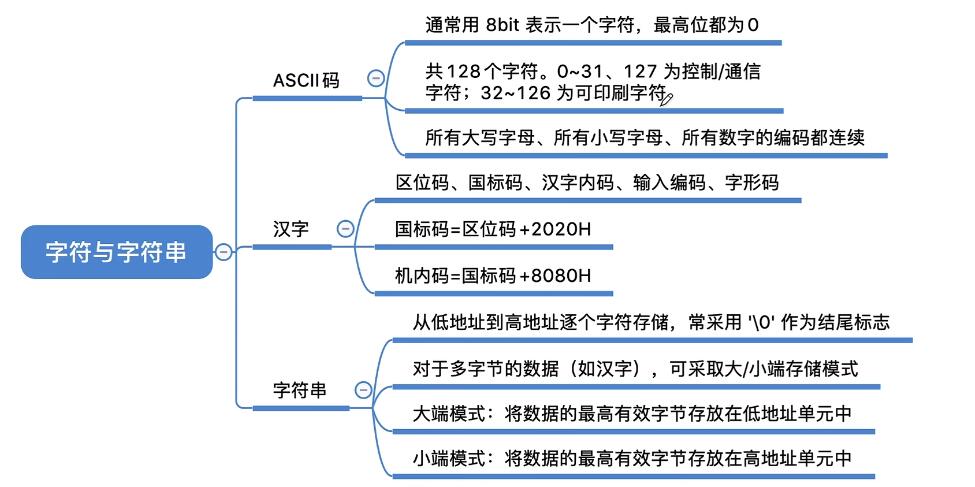 通常用 8bit 表示一个字符，最高位都为0
ASCII码
共128个字符。0~31、127 为控制/通信
字符；32~126 为可印刷字符
所有大写字母、所有小写字母、所有数字的编码都连续
区位码、国标码、汉字内码、输入编码、字形码
汉字
国标码=区位码+2020H
字符与字符串
机内码=国标码+8080H
从低地址到高地址逐个字符存储，常采用 '\0' 作为结尾标志
对于多字节的数据（如汉字），可采取大/小端存储模式
字符串
大端模式：将数据的最高有效字节存放在低地址单元中
小端模式：将数据的最高有效字节存放在高地址单元中